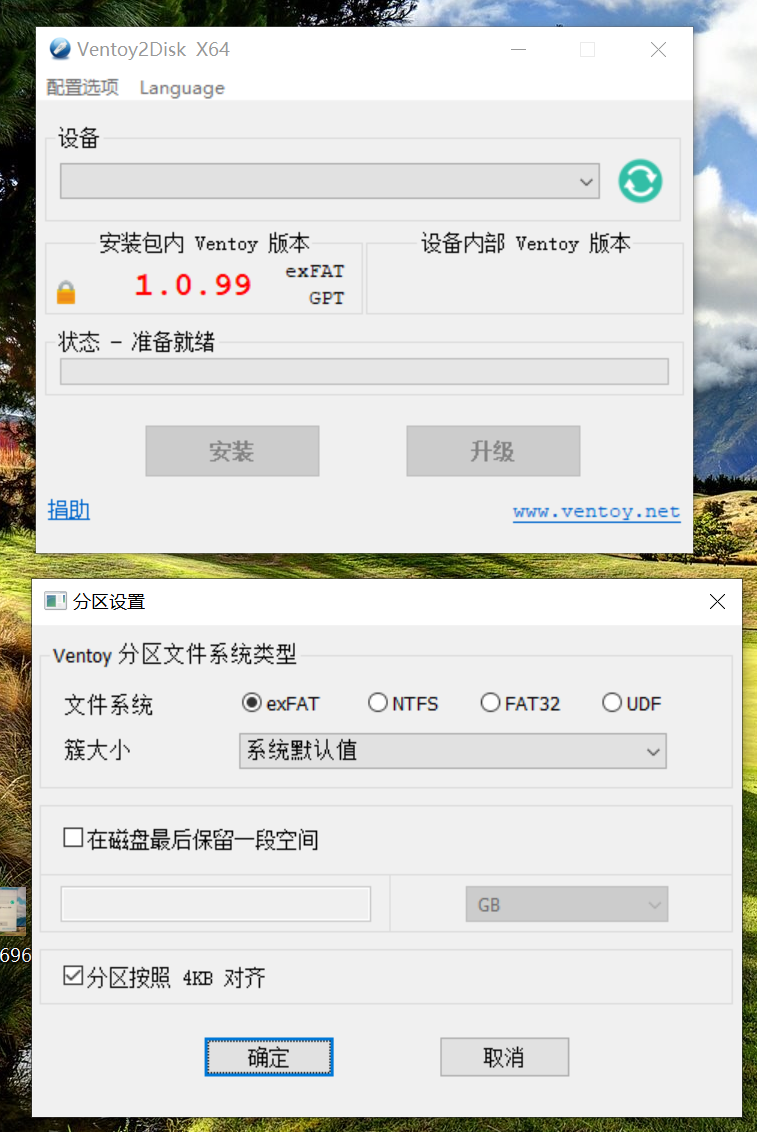 Ventoy2Disk X64
配置选项 Language
设备
安装包内 Ventoy 版本
设备内部 Ventoy 版本
1.0.99
exFAT
GPT
状态 - 准备就绪
安装
升级
捐助
www.ventoy.net
分区设置
Ventoy 分区文件系统类型
文件系统 exFAT NTFS FAT32 UDF
簇大小 系统默认值
在磁盘最后保留一段空间
GB
696
分区按照 4KB 对齐
确定
取消